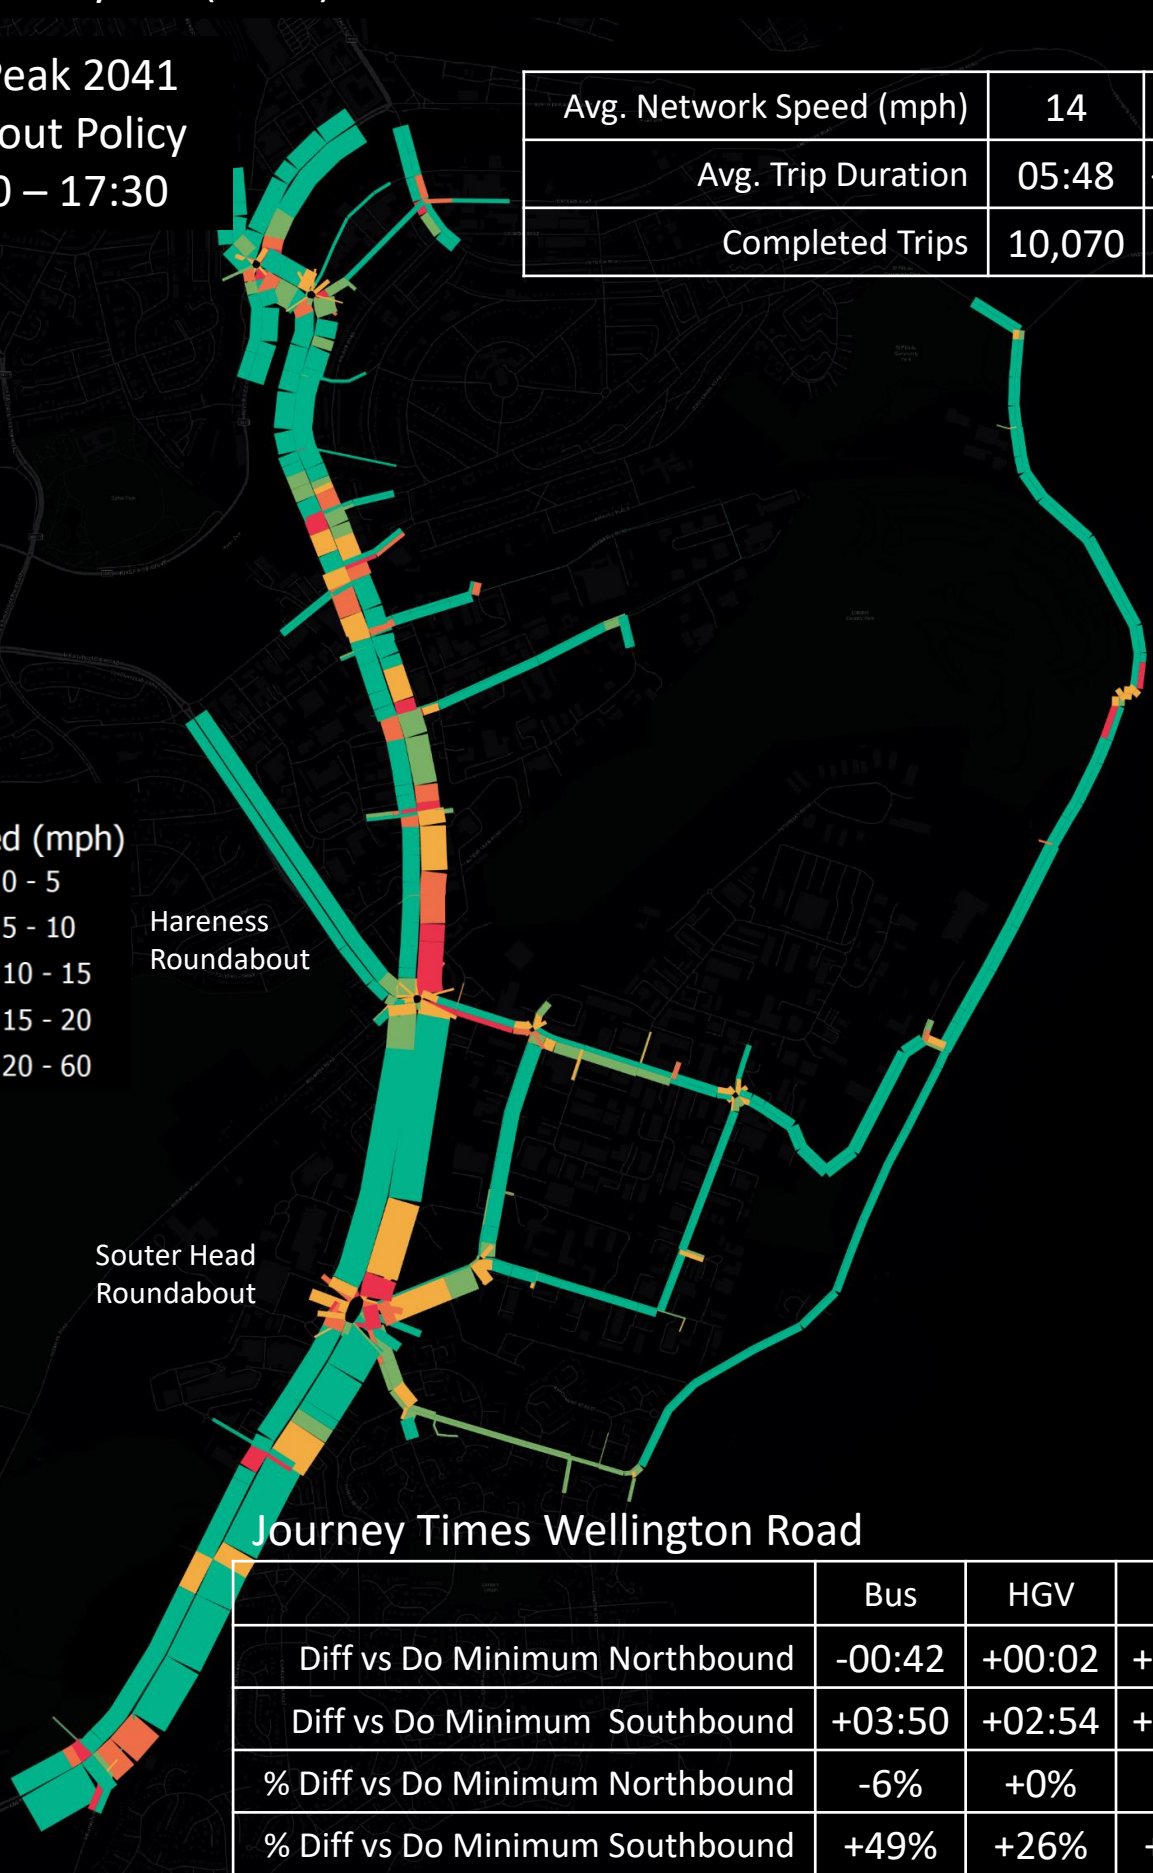 Peak 2041
out Policy
0 – 17:30
Avg. Network Speed (mph) 14
Avg. Trip Duration 05:48
Completed Trips 10,070
ed (mph)
0 - 5
5 - 10
10 - 15
15 - 20
20 - 60
Hareness
Roundabout
Souter Head
Roundabout
Journey Times Wellington Road
Bus HGV
Diff vs Do Minimum Northbound -00:42 +00:02 +
Diff vs Do Minimum Southbound +03:50 +02:54 +
% Diff vs Do Minimum Northbound -6% +0%
% Diff vs Do Minimum Southbound +49% +26% -